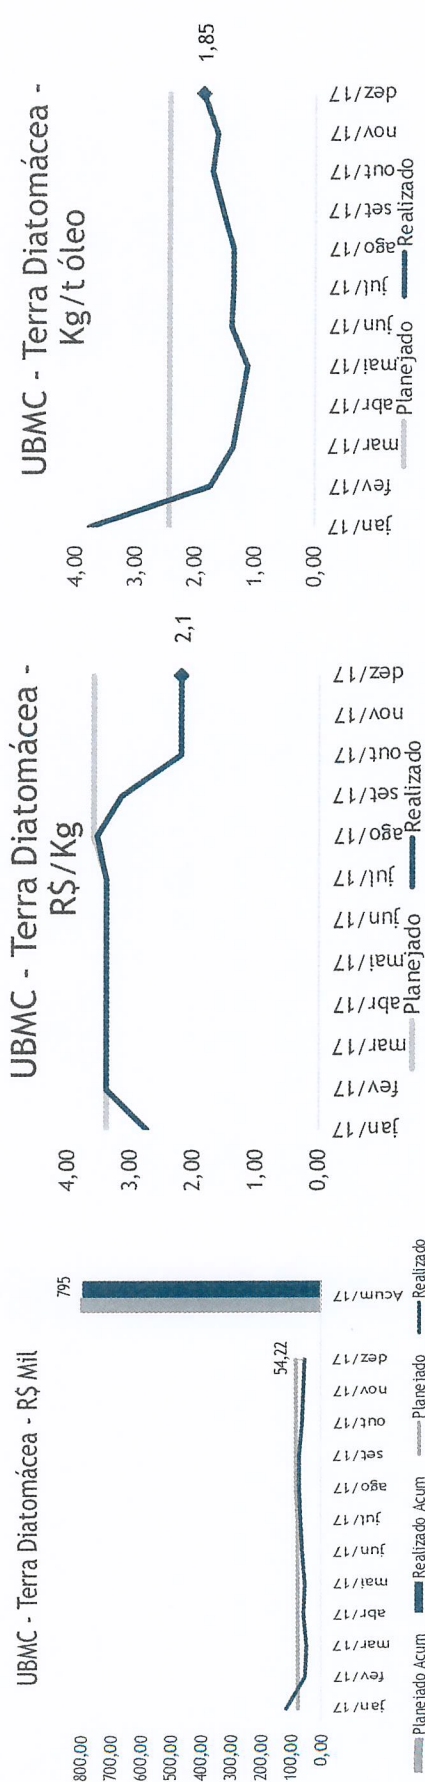 UBMC - Terra Diatomácea - R$ Mil
800,00
700,00
600,00
500,00
400,00
300,00
200,00
100,00
0,00
795
54,22
jan/17
fev/17
mar/17
abr/17
mai/17
jun/17
jul/17
ago/17
set/17
out/17
nov/17
dez/17
Acum/17
Planejado Acum
Realizado Acum
Planejado
Realizado
UBMC - Terra Diatomácea -
R$/Kg
4,00
3,00
2,00
1,00
0,00
2,1
jan/17
fev/17
mar/17
abr/17
mai/17
jun/17
jul/17
ago/17
set/17
out/17
nov/17
dez/17
Planejado
Realizado
UBMC - Terra Diatomácea -
Kg/t óleo
4,00
3,00
2,00
1,00
0,00
1,85
jan/17
fev/17
mar/17
abr/17
mai/17
jun/17
jul/17
ago/17
set/17
out/17
nov/17
dez/17
Planejado
Realizado